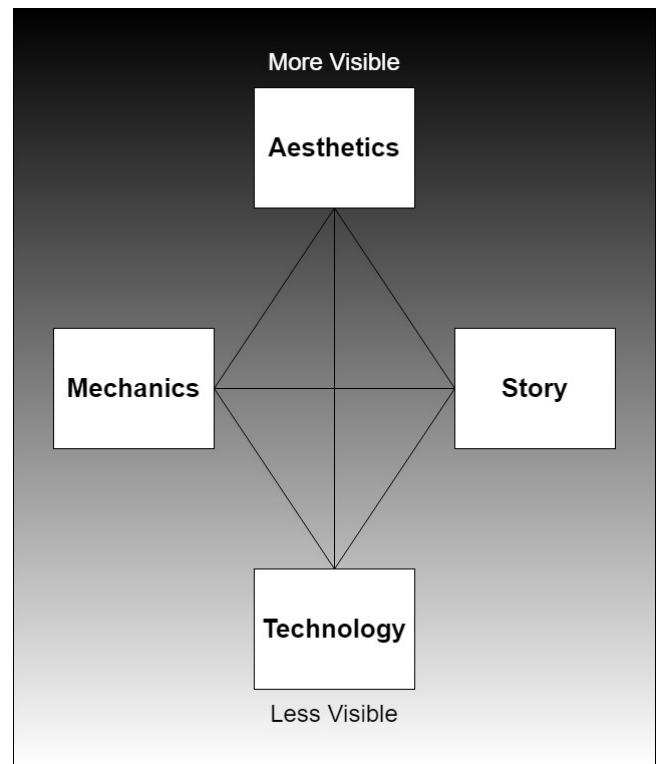 More Visible
Aesthetics
Mechanics
Story
Technology
Less Visible